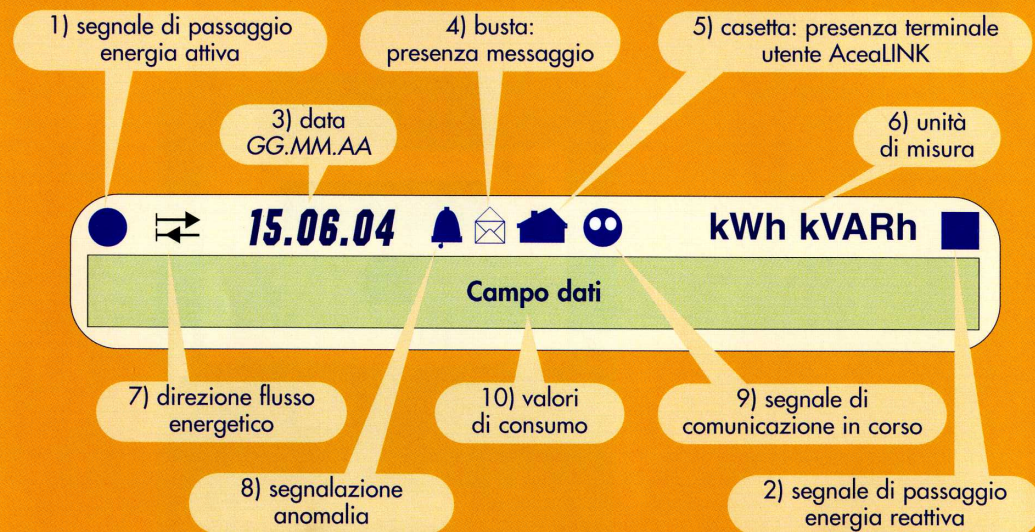 1) segnale di passaggio
energia attiva
4) busta:
presenza messaggio
5) casetta: presenza terminale
utente AceaLINK
3) data
GG.MM.AA
6) unità
di misura
15.06.04 kWh kVARh
Campo dati
7) direzione flusso
energetico
10) valori
di consumo
9) segnale di
comunicazione in corso
8) segnalazione
anomalia
2) segnale di passaggio
energia reattiva